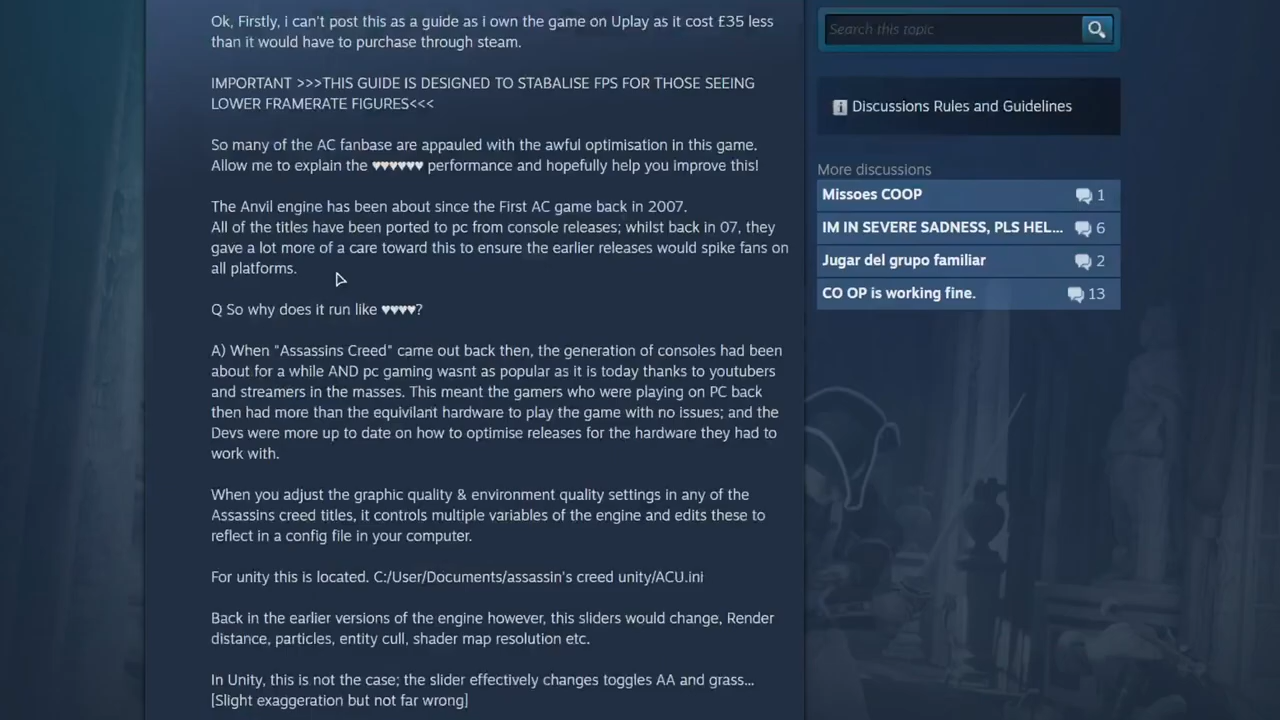 Ok, Firstly, i can't post this as a guide as i own the game on Uplay as it cost £35 less
than it would have to purchase through steam.
IMPORTANT >>>THIS GUIDE IS DESIGNED TO STABALISE FPS FOR THOSE SEEING
LOWER FRAMERATE FIGURES<<<
So many of the AC fanbase are appauled with the awful optimisation in this game.
Allow me to explain the ♥♥♥♥♥♥ performance and hopefully help you improve this!
The Anvil engine has been about since the First AC game back in 2007.
All of the titles have been ported to pc from console releases; whilst back in 07, they
gave a lot more of a care toward this to ensure the earlier releases would spike fans on
all platforms.
Q So why does it run like ♥♥♥♥?
A) When "Assassins Creed" came out back then, the generation of consoles had been
about for a while AND pc gaming wasnt as popular as it is today thanks to youtubers
and streamers in the masses. This meant the gamers who were playing on PC back
then had more than the equivilant hardware to play the game with no issues; and the
Devs were more up to date on how to optimise releases for the hardware they had to
work with.
When you adjust the graphic quality & environment quality settings in any of the
Assassins creed titles, it controls multiple variables of the engine and edits these to
reflect in a config file in your computer.
For unity this is located. C:/User/Documents/assassin's creed unity/ACU.ini
Back in the earlier versions of the engine however, this sliders would change, Render
distance, particles, entity cull, shader map resolution etc.
In Unity, this is not the case; the slider effectively changes toggles AA and grass...
[Slight exaggeration but not far wrong]
Search this topic
Discussions Rules and Guidelines
More discussions
Missoes COOP 1
IM IN SEVERE SADNESS, PLS HEL... 6
Jugar del grupo familiar 2
CO OP is working fine. 13